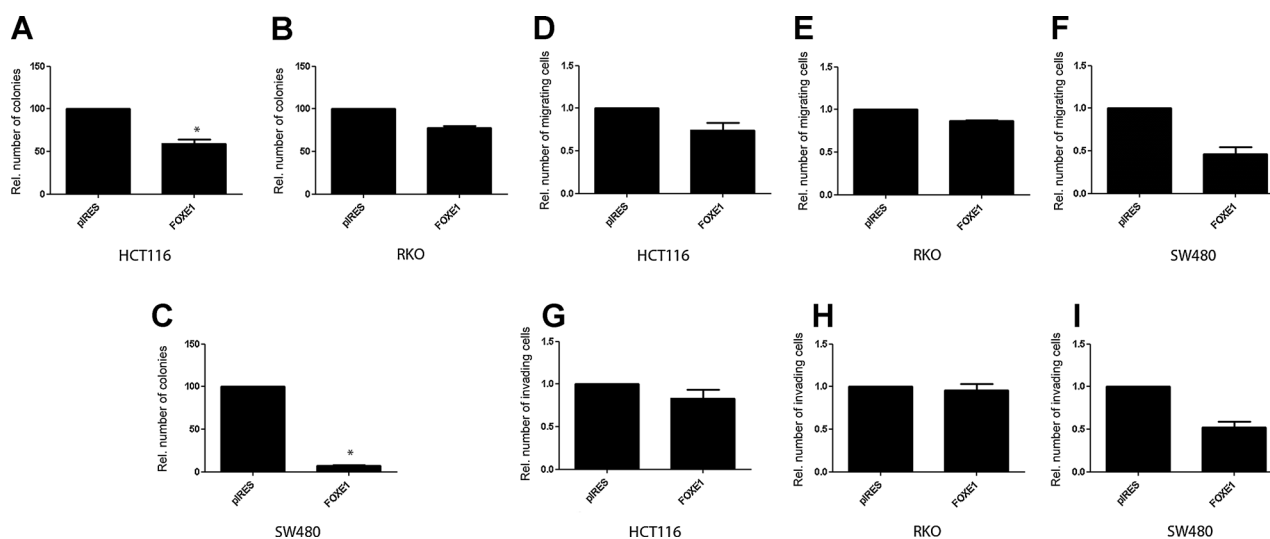 A
Rel. number of colonies
150
100
50
0
*
pIRES
FOXE1
HCT116
B
Rel. number of colonies
150
100
50
0
pIRES
FOXE1
RKO
D
Rel. number of migrating cells
1.5
1.0
0.5
0.0
pIRES
FOXE1
HCT116
E
Rel. number of migrating cells
1.5
1.0
0.5
0.0
pIRES
FOXE1
RKO
F
Rel. number of migrating cells
1.5
1.0
0.5
0.0
pIRES
FOXE1
SW480
C
Rel. number of colonies
150
100
50
0
*
pIRES
FOXE1
SW480
G
Rel. number of invading cells
1.5
1.0
0.5
0.0
pIRES
FOXE1
HCT116
H
Rel. number of invading cells
1.5
1.0
0.5
0.0
pIRES
FOXE1
RKO
I
Rel. number of invading cells
1.5
1.0
0.5
0.0
pIRES
FOXE1
SW480